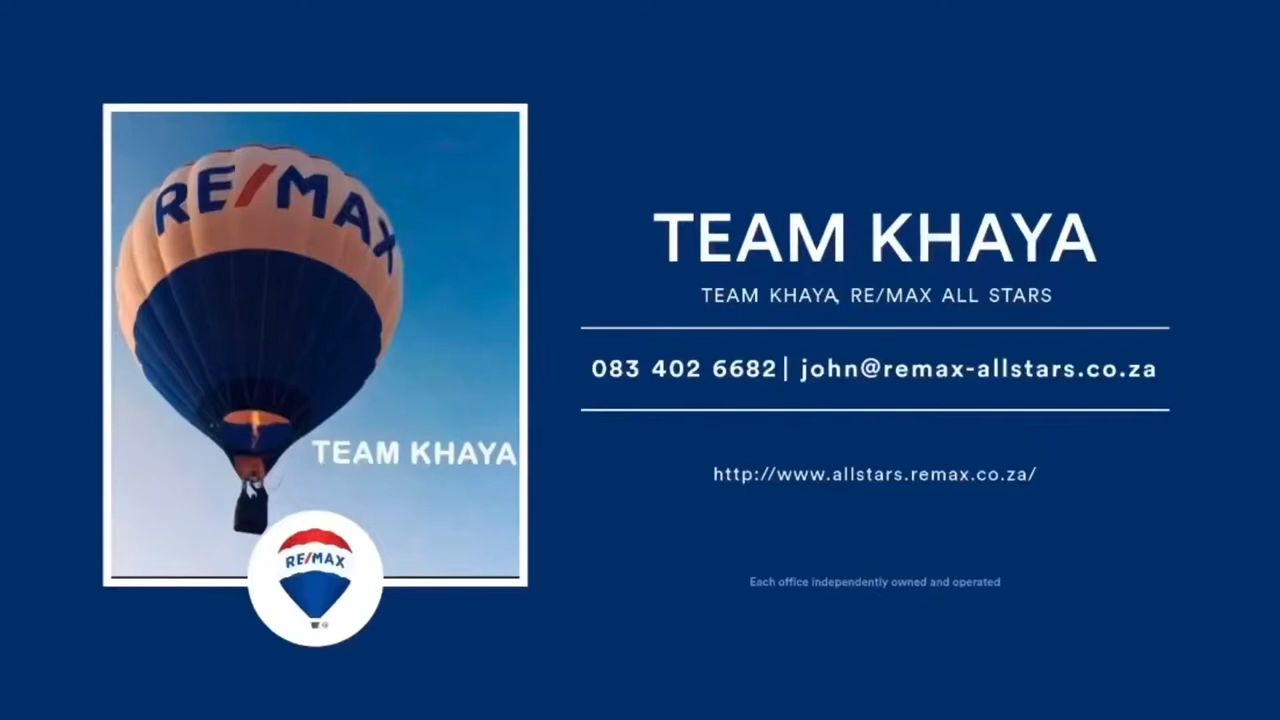 RE/MAX
TEAM KHAYA
RE/MAX
TEAM KHAYA
TEAM KHAYA, RE/MAX ALL STARS
083 402 6682| john@remax-allstars.co.za
http://www.allstars.remax.co.za/
Each office independently owned and operated